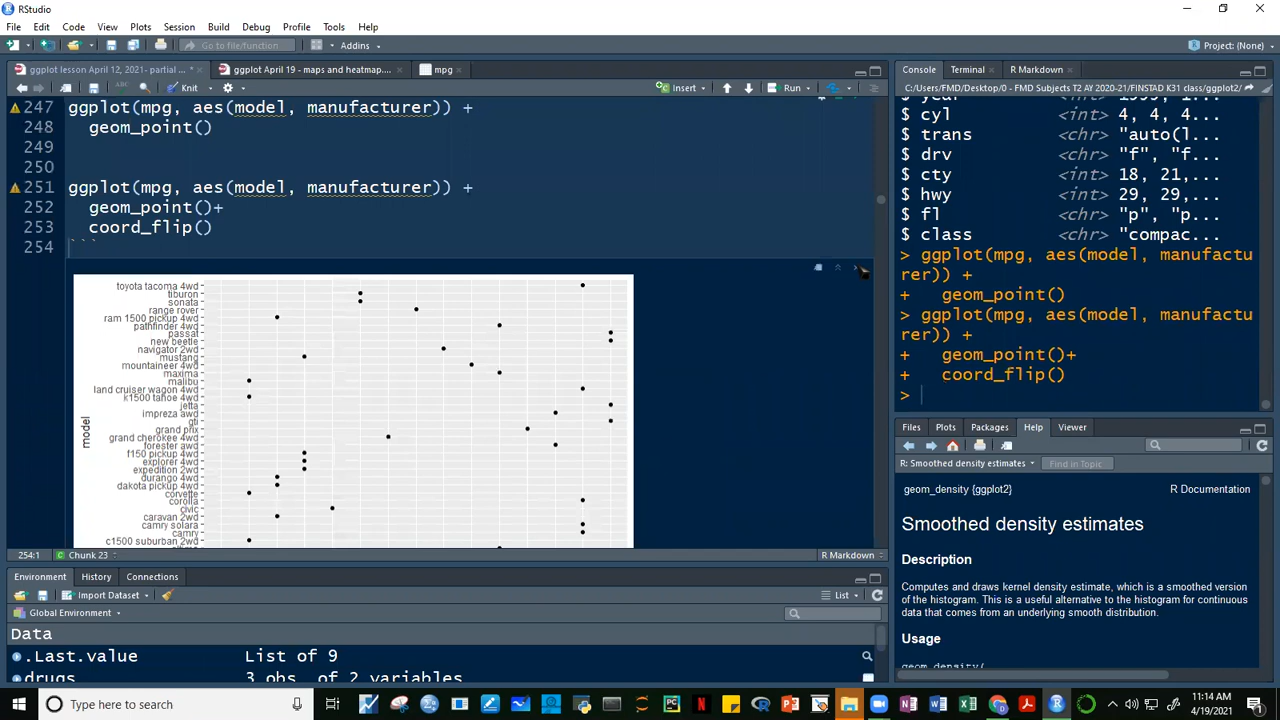 RStudio
File Edit Code View Plots Session Build Debug Profile Tools Help
Go to file/function Addins Project: (None)
ggplot lesson April 12, 2021- partial ... * ggplot April 19 - maps and heatmap.... mpg
Knit Insert Run
247 ggplot(mpg, aes(model, manufacturer)) +
248 geom_point()
249
250
251 ggplot(mpg, aes(model, manufacturer)) +
252 geom_point()+
253 coord_flip()
254 ```
toyota tacoma 4wd
tiburon
sonata
range rover
ram 1500 pickup 4wd
pathfinder 4wd
passat
new beetle
navigator 2wd
mustang
mountaineer 4wd
maxima
malibu
land cruiser wagon 4wd
k1500 tahoe 4wd
jetta
impreza awd
gti
grand prix
grand cherokee 4wd
forester awd
f150 pickup 4wd
explorer 4wd
expedition 2wd
durango 4wd
dakota pickup 4wd
corvette
corolla
civic
caravan 2wd
camry solara
camry
c1500 suburban 2wd
model
254:1 Chunk 23 R Markdown
Environment History Connections
Import Dataset List
Global Environment
Data
.Last.value List of 9
drugs 3 obs. of 2 variables
Console Terminal R Markdown
C:/Users/FMD/Desktop/0 - FMD Subjects T2 AY 2020-21/FINSTAD K31 class/ggplot2/
$ year <int> 1999, 1...
$ cyl <int> 4, 4, 4...
$ trans <chr> "auto(l...
$ drv <chr> "f", "f...
$ cty <int> 18, 21,...
$ hwy <int> 29, 29,...
$ fl <chr> "p", "p...
$ class <chr> "compac...
> ggplot(mpg, aes(model, manufactu
rer)) +
+ geom_point()
> ggplot(mpg, aes(model, manufactu
rer)) +
+ geom_point()+
+ coord_flip()
>
Files Plots Packages Help Viewer
R: Smoothed density estimates Find in Topic
geom_density {ggplot2} R Documentation
Smoothed density estimates
Description
Computes and draws kernel density estimate, which is a smoothed version
of the histogram. This is a useful alternative to the histogram for continuous
data that comes from an underlying smooth distribution.
Usage
geom_density(
Type here to search
11:14 AM
4/19/2021